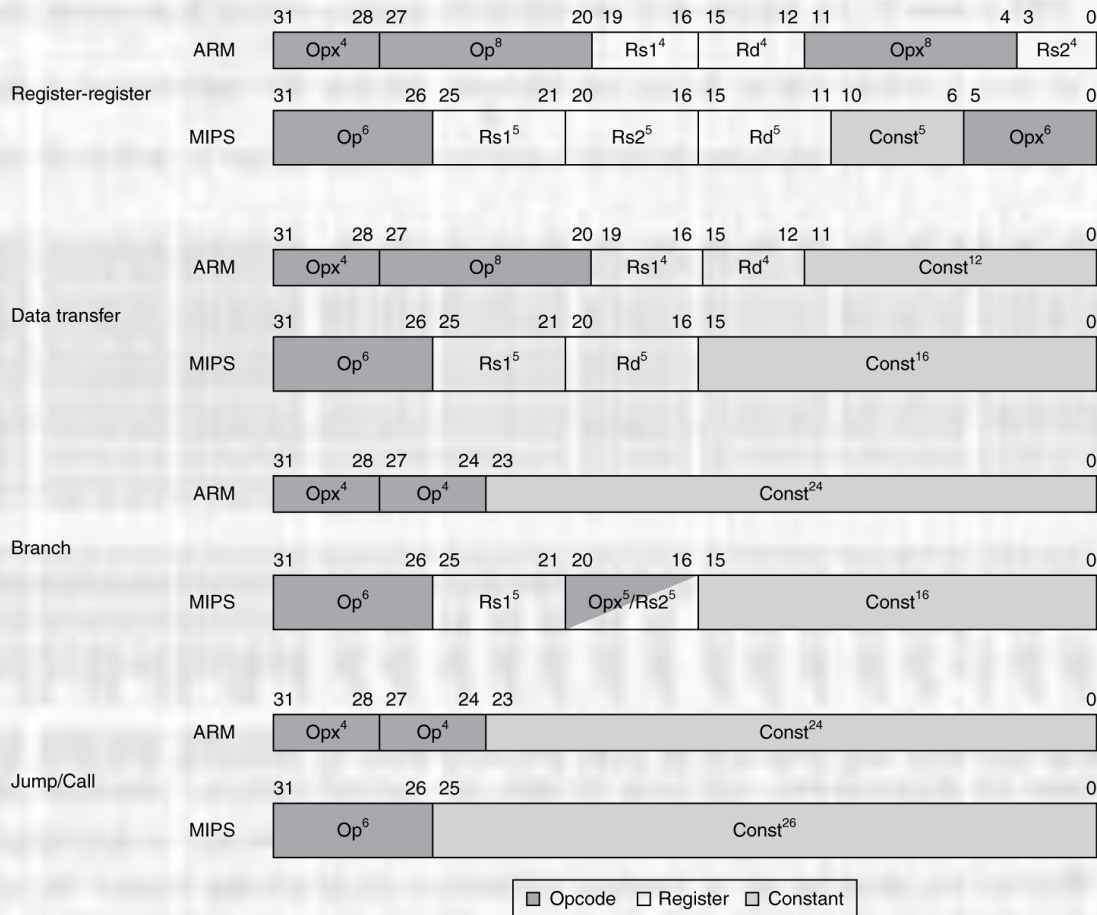 31 28 27 20 19 16 15 12 11 4 3 0
ARM Opx⁴ Op⁸ Rs1⁴ Rd⁴ Opx⁸ Rs2⁴
Register-register
31 26 25 21 20 16 15 11 10 6 5 0
MIPS Op⁶ Rs1⁵ Rs2⁵ Rd⁵ Const⁵ Opx⁶
31 28 27 20 19 16 15 12 11 0
ARM Opx⁴ Op⁸ Rs1⁴ Rd⁴ Const¹²
Data transfer
31 26 25 21 20 16 15 0
MIPS Op⁶ Rs1⁵ Rd⁵ Const¹⁶
31 28 27 24 23 0
ARM Opx⁴ Op⁴ Const²⁴
Branch
31 26 25 21 20 16 15 0
MIPS Op⁶ Rs1⁵ Opx⁵/Rs2⁵ Const¹⁶
31 28 27 24 23 0
ARM Opx⁴ Op⁴ Const²⁴
Jump/Call
31 26 25 0
MIPS Op⁶ Const²⁶
Opcode Register Constant